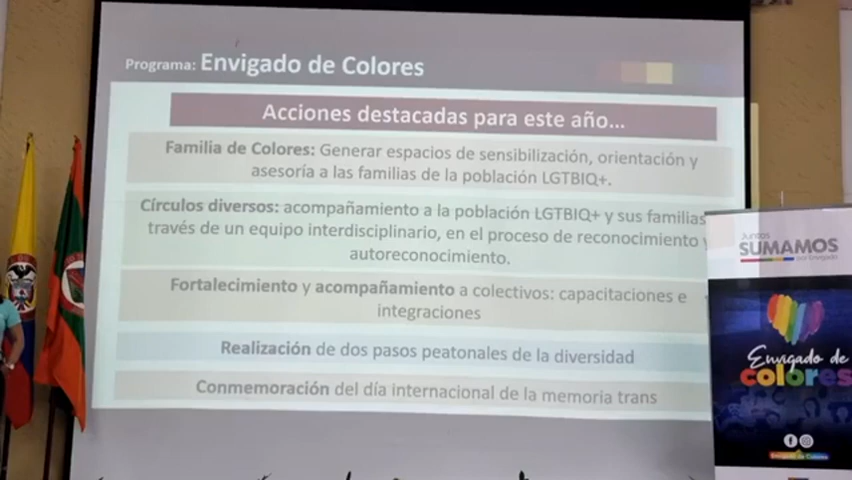 Programa: Envigado de Colores
Acciones destacadas para este año...
Familia de Colores: Generar espacios de sensibilización, orientación y
asesoría a las familias de la población LGTBIQ+.
Círculos diversos: acompañamiento a la población LGTBIQ+ y sus familias
través de un equipo interdisciplinario, en el proceso de reconocimiento y
autoreconocimiento.
Fortalecimiento y acompañamiento a colectivos: capacitaciones e
integraciones
Realización de dos pasos peatonales de la diversidad
Conmemoración del día internacional de la memoria trans
Juntos
SUMAMOS
por Envigado
Envigado de
colores
Envigado de Colores